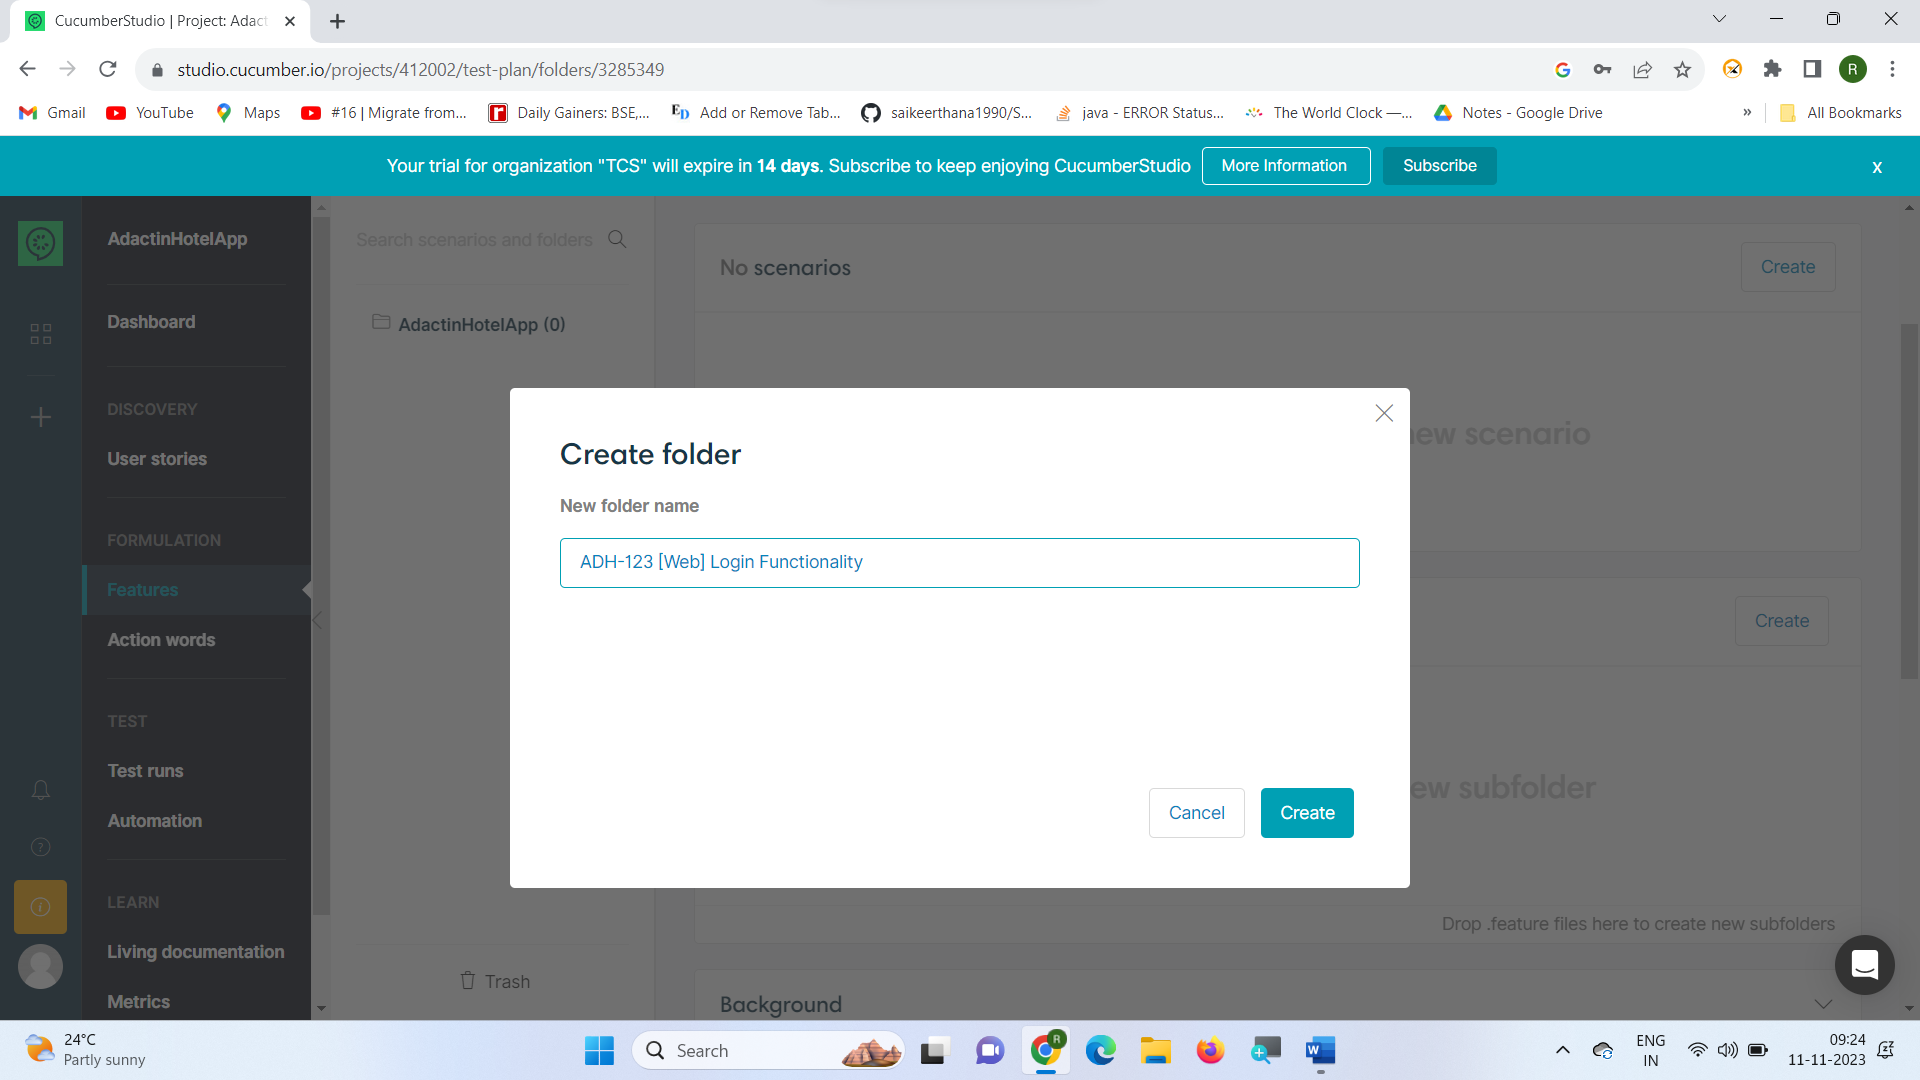 CucumberStudio | Project: Adact
studio.cucumber.io/projects/412002/test-plan/folders/3285349
R
Gmail
YouTube
Maps
#16 | Migrate from...
Daily Gainers: BSE,...
Add or Remove Tab...
saikeerthana1990/S...
java - ERROR Status...
The World Clock —...
Notes - Google Drive
»
All Bookmarks
Your trial for organization "TCS" will expire in 14 days. Subscribe to keep enjoying CucumberStudio
More Information
Subscribe
x
AdactinHotelApp
Dashboard
DISCOVERY
User stories
FORMULATION
Features
Action words
TEST
Test runs
Automation
LEARN
Living documentation
Metrics
Search scenarios and folders
AdactinHotelApp (0)
Trash
No scenarios
Create
ew scenario
Create
ew subfolder
Drop .feature files here to create new subfolders
Background
Create folder
New folder name
ADH-123 [Web] Login Functionality
Cancel
Create
24°C
Partly sunny
Search
R
ENG
IN
09:24
11-11-2023